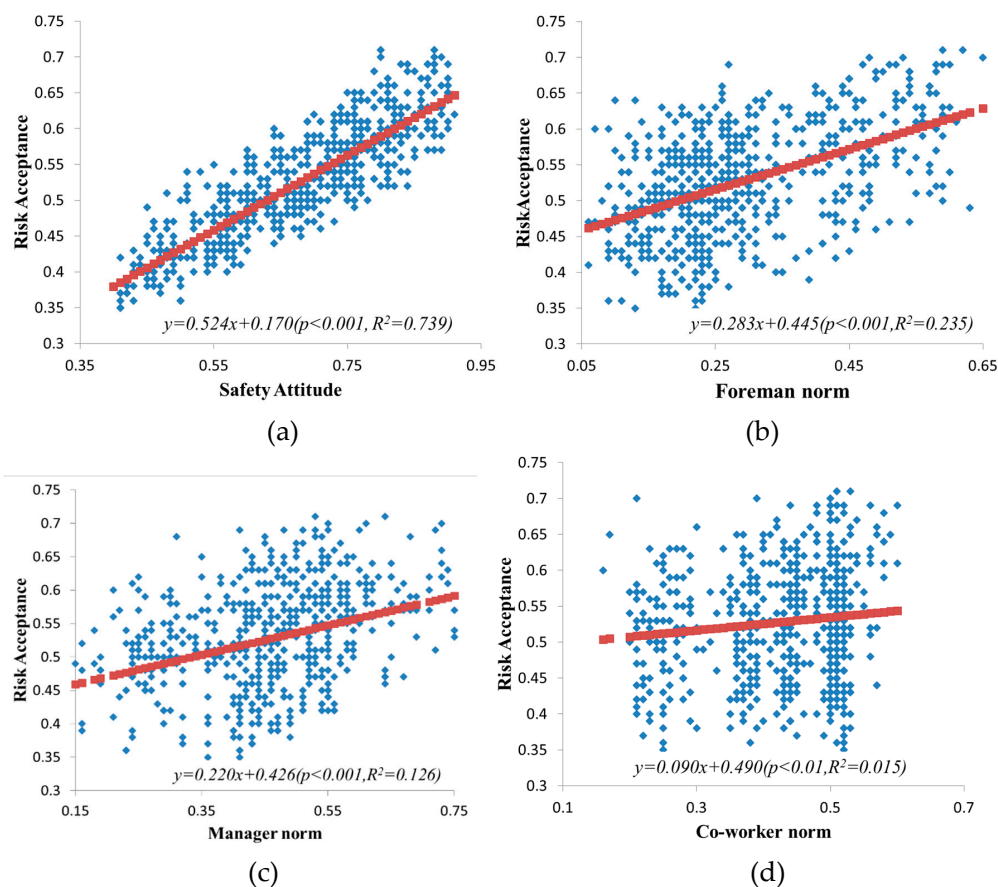 0.75
0.7
0.65
0.6
0.55
0.5
0.45
0.4
0.35
0.3
Risk Acceptance
y=0.524x+0.170(p<0.001, R²=0.739)
0.35 0.55 0.75 0.95
Safety Attitude
(a)
0.75
0.7
0.65
0.6
0.55
0.5
0.45
0.4
0.35
0.3
RiskAcceptance
y=0.283x+0.445(p<0.001,R²=0.235)
0.05 0.25 0.45 0.65
Foreman norm
(b)
0.75
0.7
0.65
0.6
0.55
0.5
0.45
0.4
0.35
0.3
Risk Acceptance
y=0.220x+0.426(p<0.001,R²=0.126)
0.15 0.35 0.55 0.75
Manager norm
(c)
0.75
0.7
0.65
0.6
0.55
0.5
0.45
0.4
0.35
0.3
Risk Acceptance
y=0.090x+0.490(p<0.01,R²=0.015)
0.1 0.3 0.5 0.7
Co-worker norm
(d)